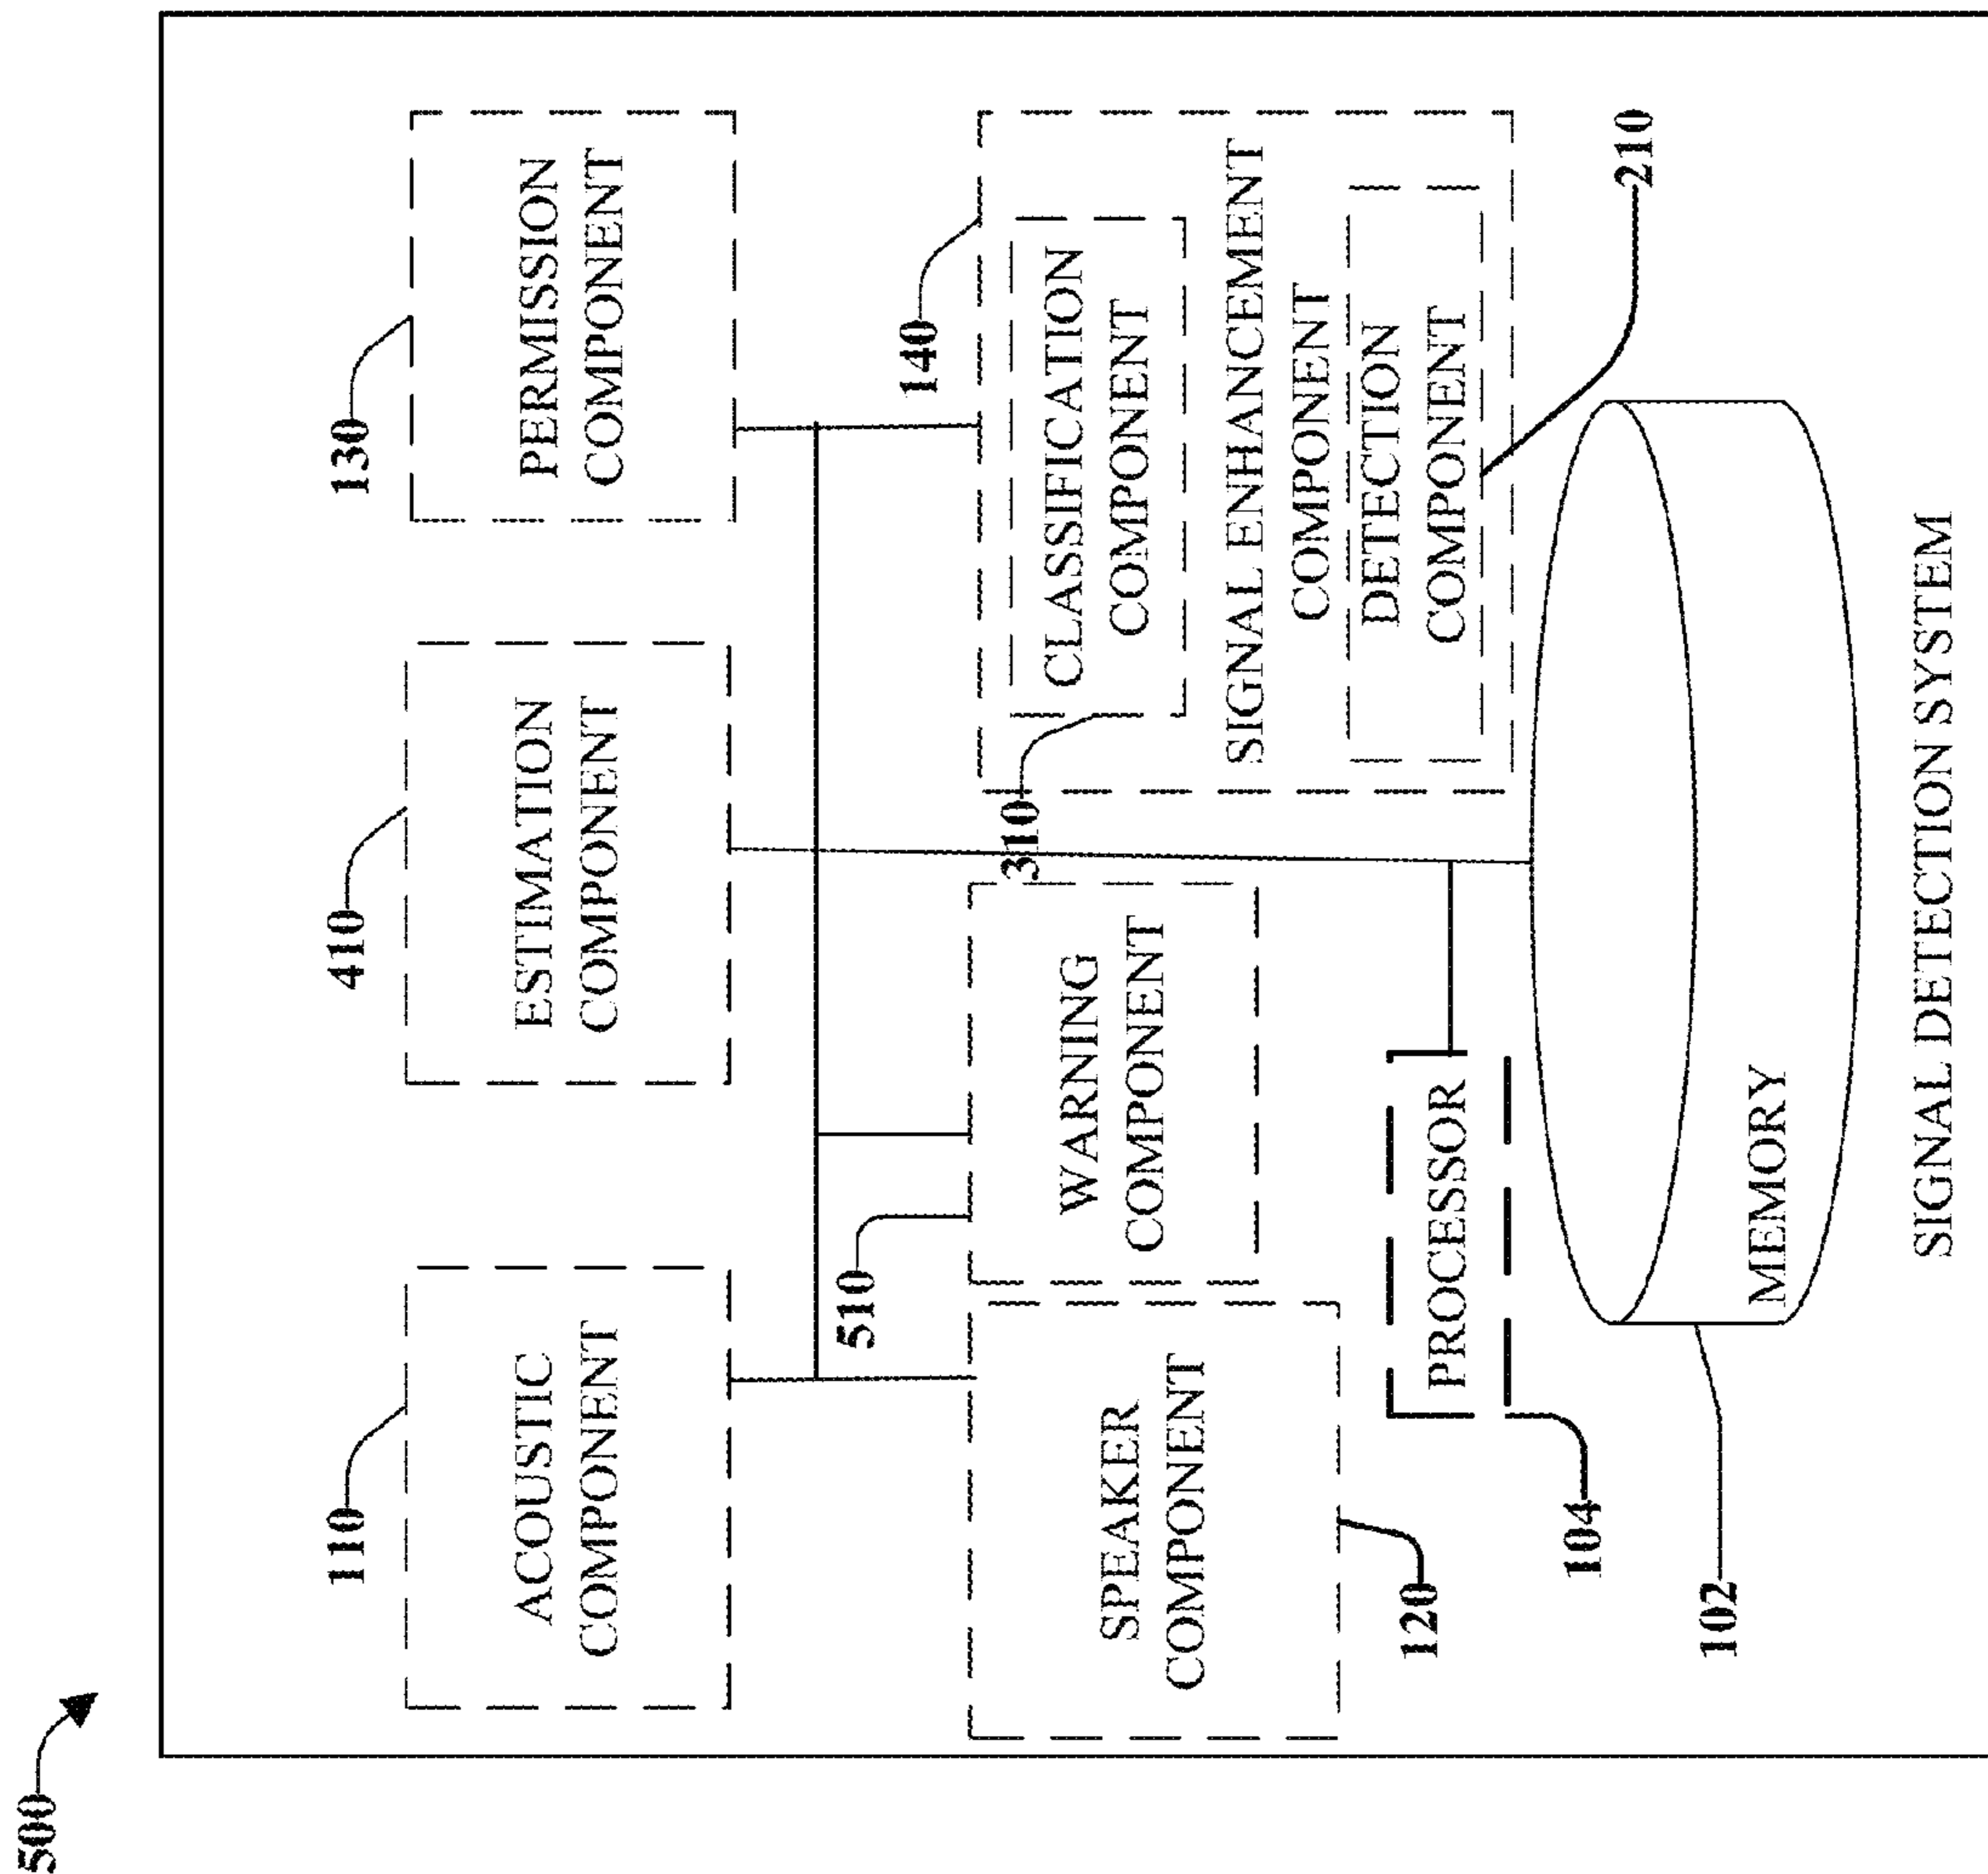 500
110
410
130
ACOUSTIC
COMPONENT
ESTIMATION
COMPONENT
PERMISSION
COMPONENT
510
310
140
SPEAKER
COMPONENT
WARNING
COMPONENT
CLASSIFICATION
COMPONENT
SIGNAL ENHANCEMENT
COMPONENT
DETECTION
COMPONENT
120
PROCESSOR
104
210
102
MEMORY
SIGNAL DETECTION SYSTEM